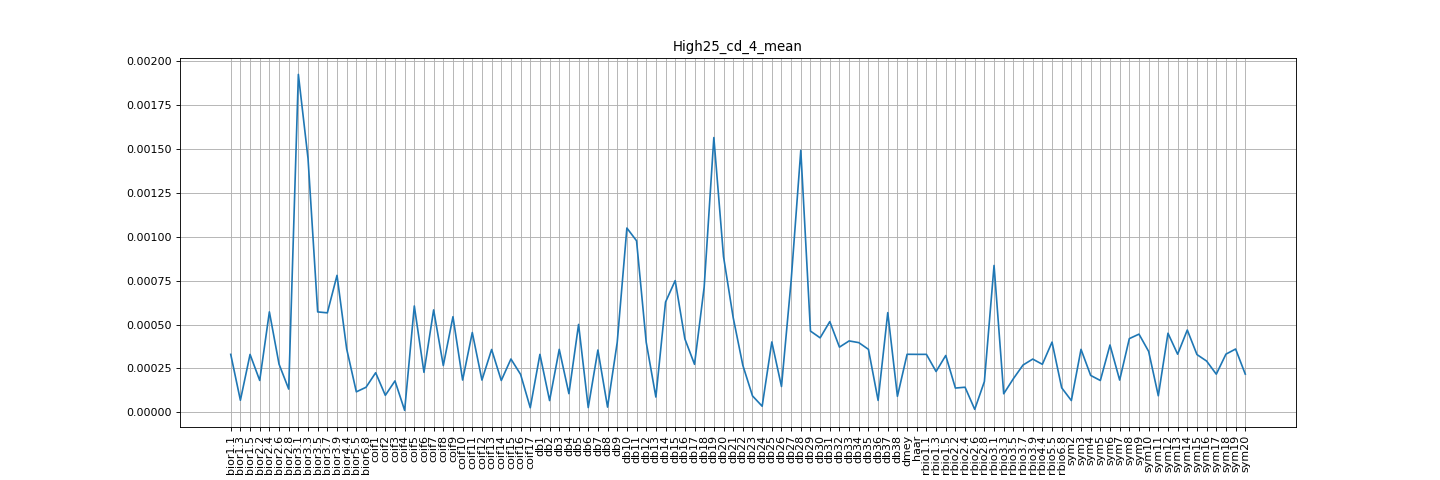 High25_cd_4_mean
0.00200
0.00175
0.00150
0.00125
0.00100
0.00075
0.00050
0.00025
0.00000
bior1.1
bior1.3
bior1.5
bior2.2
bior2.4
bior2.6
bior2.8
bior3.1
bior3.3
bior3.5
bior3.7
bior3.9
bior4.4
bior5.5
bior6.8
coif1
coif2
coif3
coif4
coif5
coif6
coif7
coif8
coif9
coif10
coif11
coif12
coif13
coif14
coif15
coif16
coif17
db1
db2
db3
db4
db5
db6
db7
db8
db9
db10
db11
db12
db13
db14
db15
db16
db17
db18
db19
db20
db21
db22
db23
db24
db25
db26
db27
db28
db29
db30
db31
db32
db33
db34
db35
db36
db37
db38
dmey
haar
rbio1.1
rbio1.3
rbio1.5
rbio2.2
rbio2.4
rbio2.6
rbio2.8
rbio3.1
rbio3.3
rbio3.5
rbio3.7
rbio3.9
rbio4.4
rbio5.5
rbio6.8
sym2
sym3
sym4
sym5
sym6
sym7
sym8
sym9
sym10
sym11
sym12
sym13
sym14
sym15
sym16
sym17
sym18
sym19
sym20